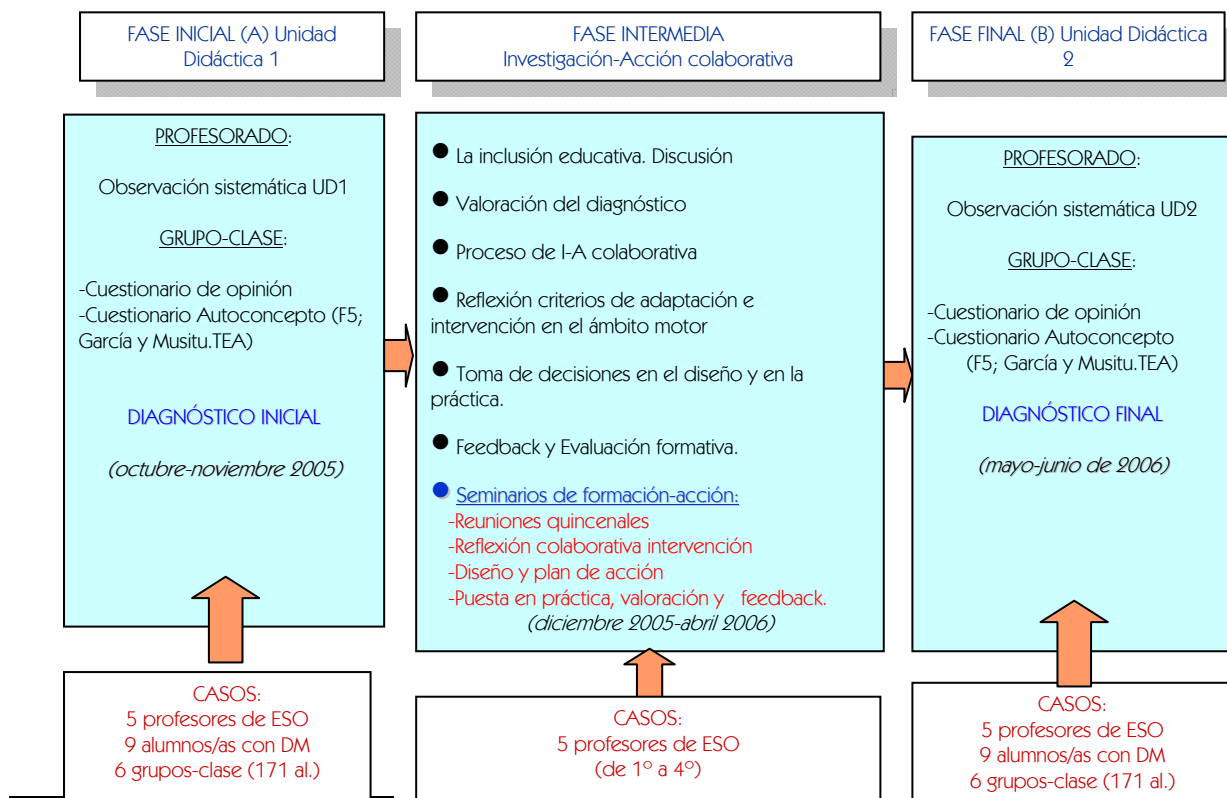 FASE INICIAL (A) Unidad
Didáctica 1
PROFESORADO:
Observación sistemática UD1
GRUPO-CLASE:
-Cuestionario de opinión
-Cuestionario Autoconcepto (F5;
García y Musitu.TEA)
DIAGNÓSTICO INICIAL
(octubre-noviembre 2005)
CASOS:
5 profesores de ESO
9 alumnos/as con DM
6 grupos-clase (171 al.)
FASE INTERMEDIA
Investigación-Acción colaborativa
● La inclusión educativa. Discusión
● Valoración del diagnóstico
● Proceso de I-A colaborativa
● Reflexión criterios de adaptación e
intervención en el ámbito motor
● Toma de decisiones en el diseño y en la
práctica.
● Feedback y Evaluación formativa.
● Seminarios de formación-acción:
-Reuniones quincenales
-Reflexión colaborativa intervención
-Diseño y plan de acción
-Puesta en práctica, valoración y feedback.
(diciembre 2005-abril 2006)
CASOS:
5 profesores de ESO
(de 1º a 4º)
FASE FINAL (B) Unidad Didáctica
2
PROFESORADO:
Observación sistemática UD2
GRUPO-CLASE:
-Cuestionario de opinión
-Cuestionario Autoconcepto
(F5; García y Musitu.TEA)
DIAGNÓSTICO FINAL
(mayo-junio de 2006)
CASOS:
5 profesores de ESO
9 alumnos/as con DM
6 grupos-clase (171 al.)